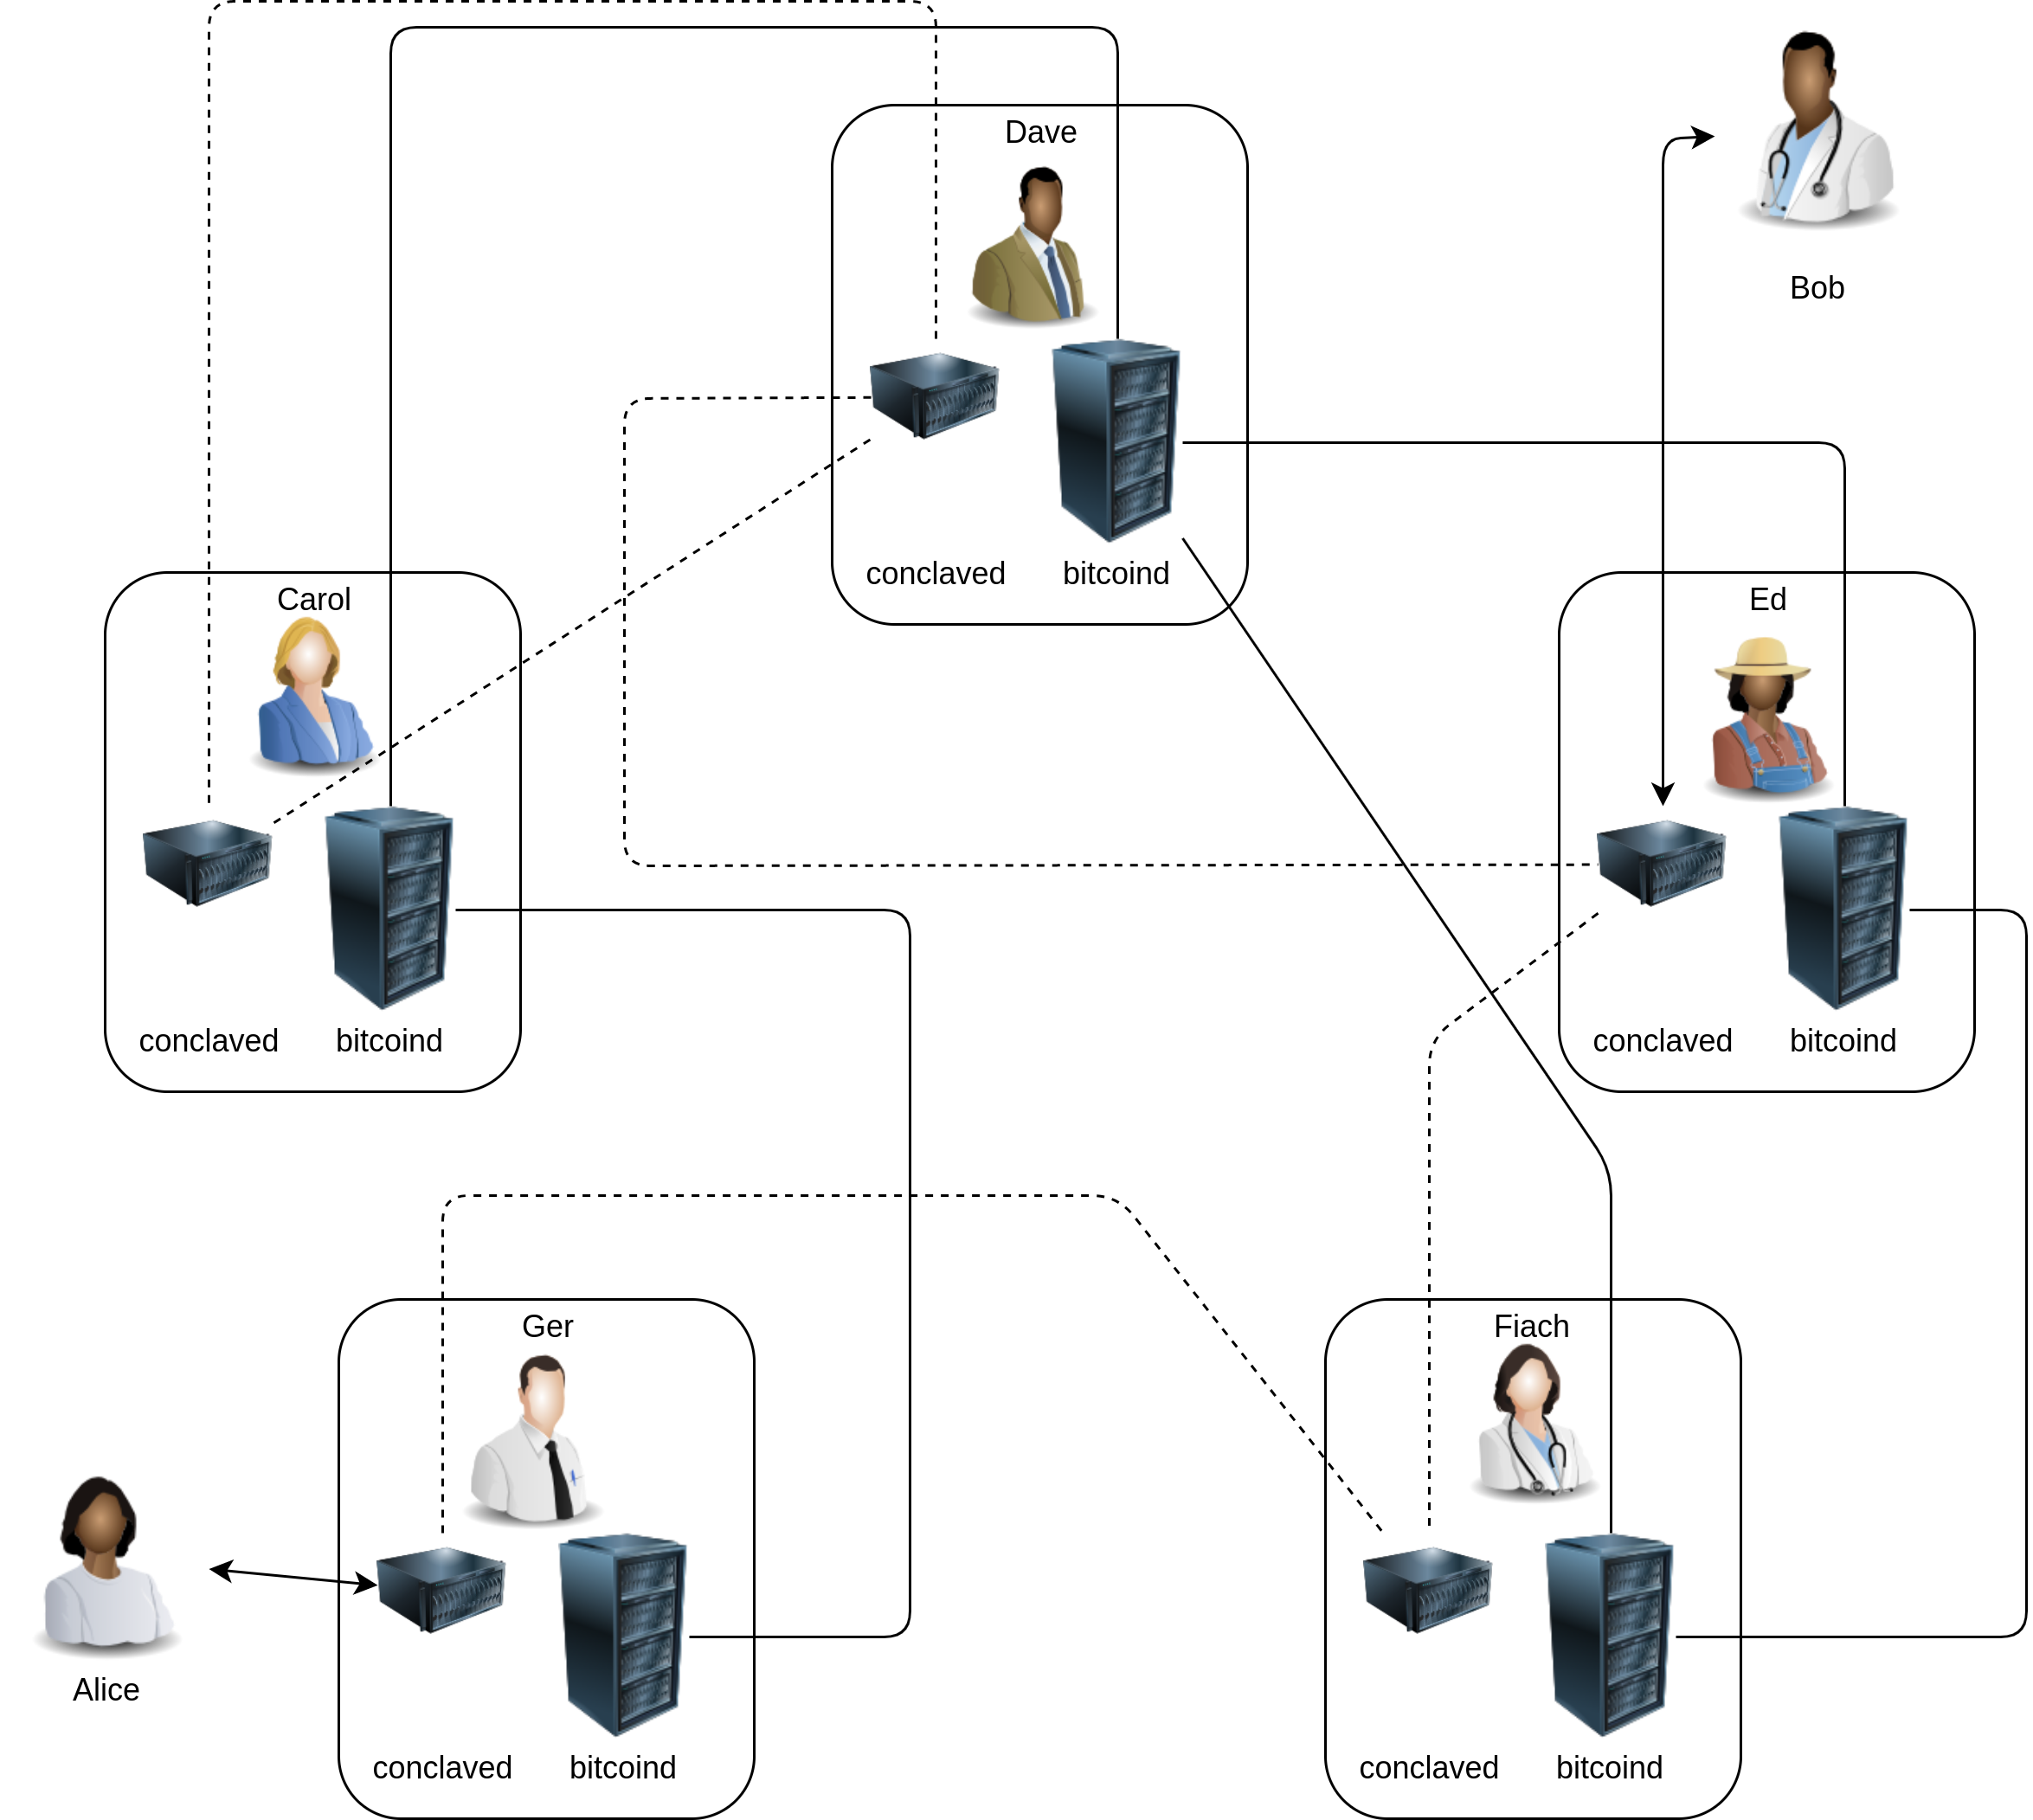 Dave
Bob
conclaved
bitcoind
Carol
conclaved
bitcoind
Ed
conclaved
bitcoind
Ger
conclaved
bitcoind
Fiach
conclaved
bitcoind
Alice